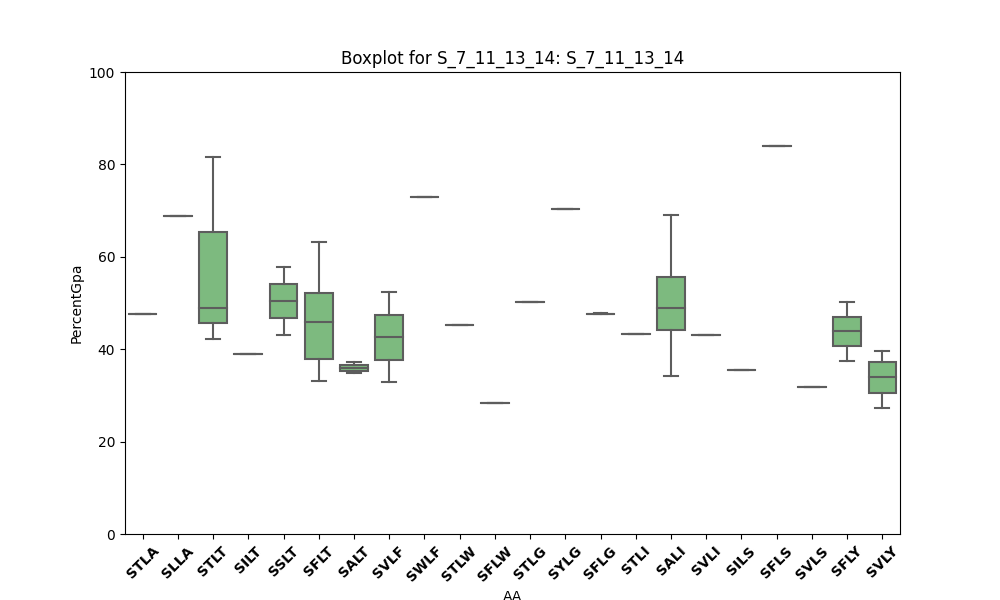 Boxplot for S_7_11_13_14: S_7_11_13_14
100
80
60
40
20
0
PercentGpa
STLA
SLLA
STLT
SILT
SSLT
SFLT
SALT
SVLF
SWLF
STLW
SFLW
STLG
SYLG
SFLG
STLI
SALI
SVLI
SILS
SFLS
SVLS
SFLY
SVLY
AA